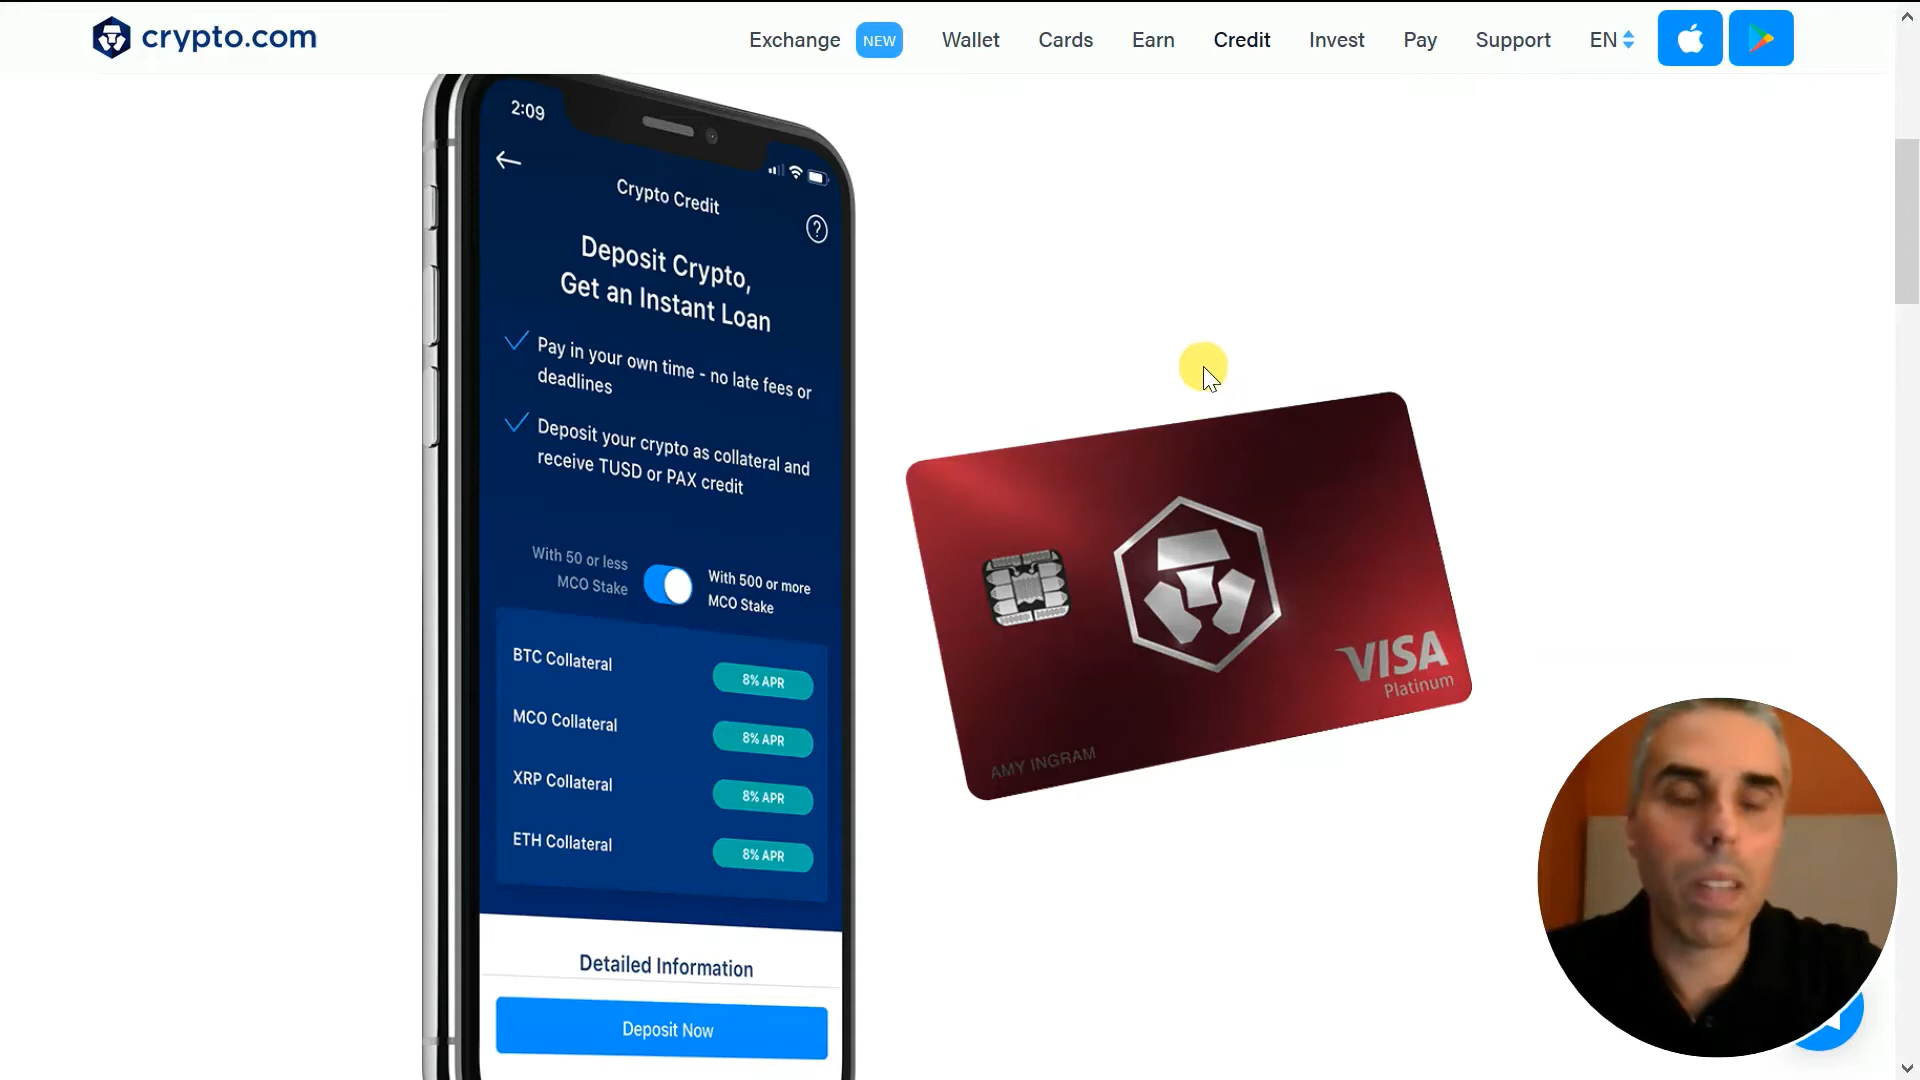 crypto.com
Exchange NEW Wallet Cards Earn Credit Invest Pay Support EN
2:09
Crypto Credit
?
Deposit Crypto,
Get an Instant Loan
Pay in your own time - no late fees or
deadlines
Deposit your crypto as collateral and
receive TUSD or PAX credit
With 50 or less
MCO Stake
With 500 or more
MCO Stake
BTC Collateral 8% APR
MCO Collateral 8% APR
XRP Collateral 8% APR
ETH Collateral 8% APR
Detailed Information
Deposit Now
VISA
Platinum
AMY INGRAM